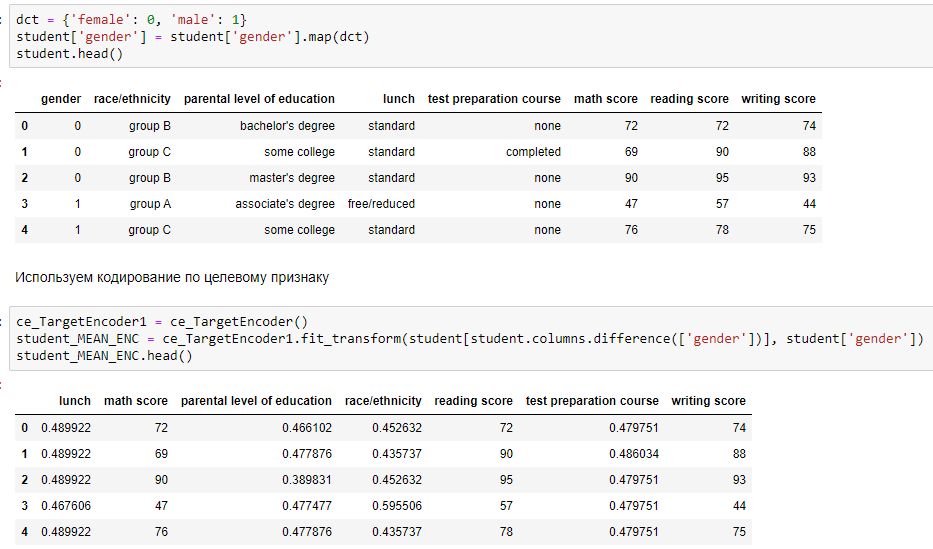 dct = {'female': 0, 'male': 1}
student['gender'] = student['gender'].map(dct)
student.head()
gender race/ethnicity parental level of education lunch test preparation course math score reading score writing score
0 0 group B bachelor's degree standard none 72 72 74
1 0 group C some college standard completed 69 90 88
2 0 group B master's degree standard none 90 95 93
3 1 group A associate's degree free/reduced none 47 57 44
4 1 group C some college standard none 76 78 75
Используем кодирование по целевому признаку
ce_TargetEncoder1 = ce_TargetEncoder()
student_MEAN_ENC = ce_TargetEncoder1.fit_transform(student[student.columns.difference(['gender'])], student['gender'])
student_MEAN_ENC.head()
lunch math score parental level of education race/ethnicity reading score test preparation course writing score
0 0.489922 72 0.466102 0.452632 72 0.479751 74
1 0.489922 69 0.477876 0.435737 90 0.486034 88
2 0.489922 90 0.389831 0.452632 95 0.479751 93
3 0.467606 47 0.477477 0.595506 57 0.479751 44
4 0.489922 76 0.477876 0.435737 78 0.479751 75